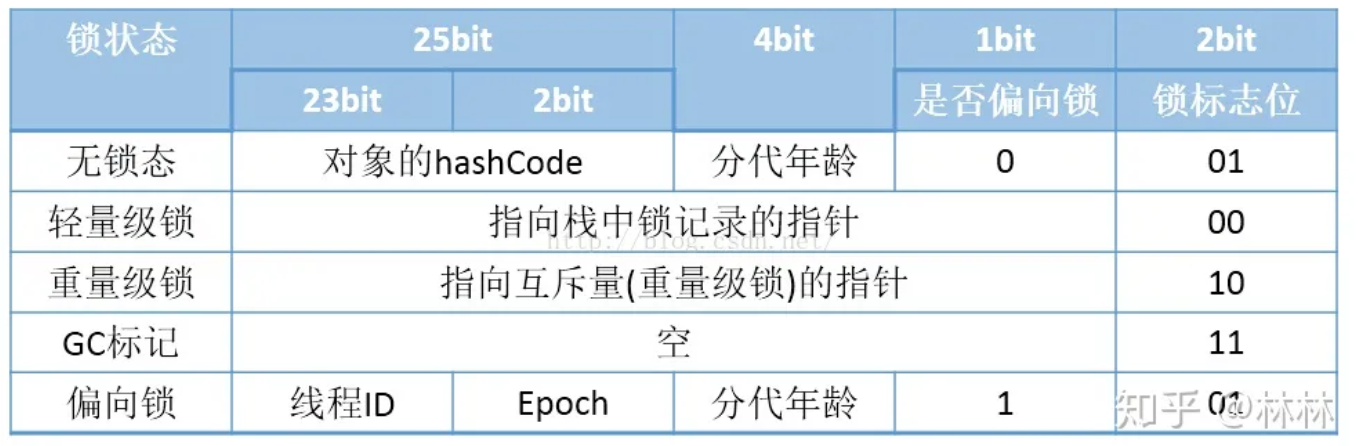 锁状态 25bit 4bit 1bit 2bit
23bit 2bit 是否偏向锁 锁标志位
无锁态 对象的hashCode 分代年龄 0 01
轻量级锁 指向栈中锁记录的指针 00
http://blog.csdn.net/
重量级锁 指向互斥量(重量级锁)的指针 10
GC标记 空 11
偏向锁 线程ID Epoch 分代年龄 1 01
知乎 @林林